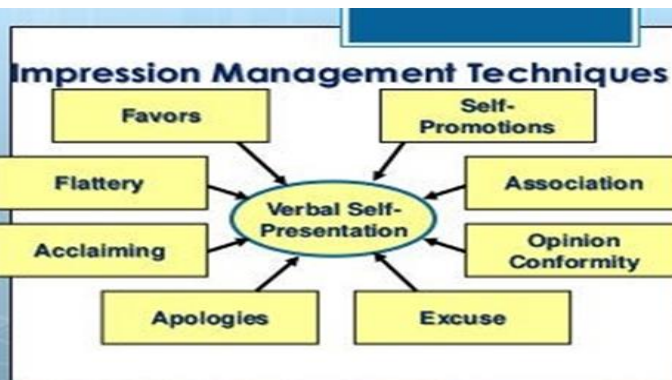 Impression Management Techniques
Favors
Self-
Promotions
Flattery
Association
Verbal Self-
Presentation
Acclaiming
Opinion
Conformity
Apologies
Excuse